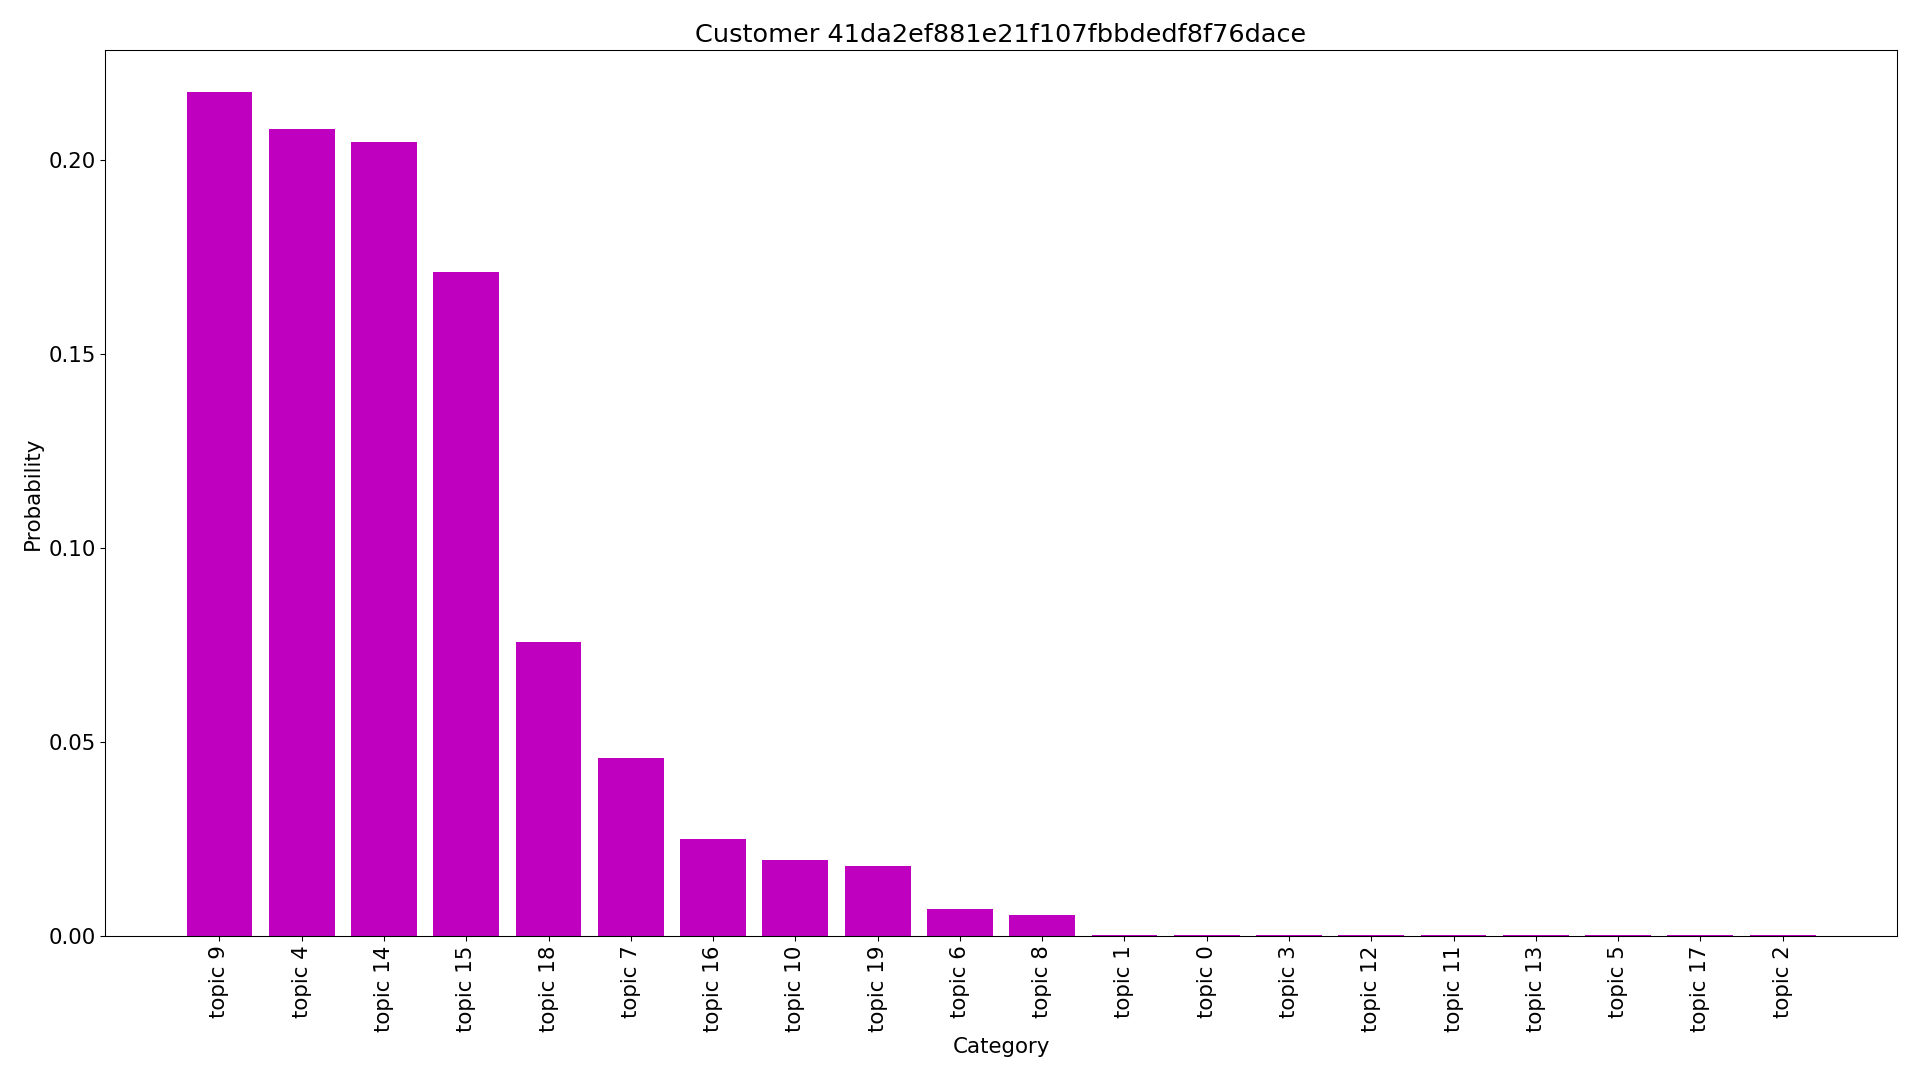 Customer 41da2ef881e21f107fbbdedf8f76dace
Probability
0.20
0.15
0.10
0.05
0.00
topic 9
topic 4
topic 14
topic 15
topic 18
topic 7
topic 16
topic 10
topic 19
topic 6
topic 8
topic 1
topic 0
topic 3
topic 12
topic 11
topic 13
topic 5
topic 17
topic 2
Category